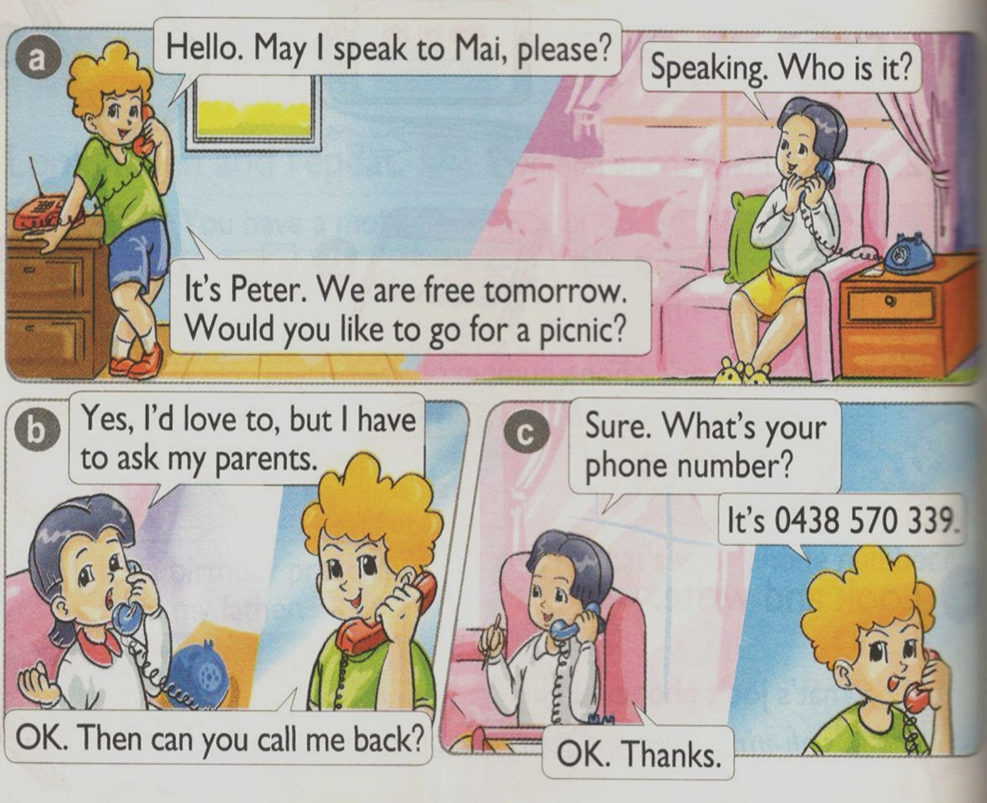 a
Hello. May I speak to Mai, please?
Speaking. Who is it?
It's Peter. We are free tomorrow.
Would you like to go for a picnic?
b
Yes, I'd love to, but I have
to ask my parents.
OK. Then can you call me back?
c
Sure. What's your
phone number?
It's 0438 570 339.
OK. Thanks.